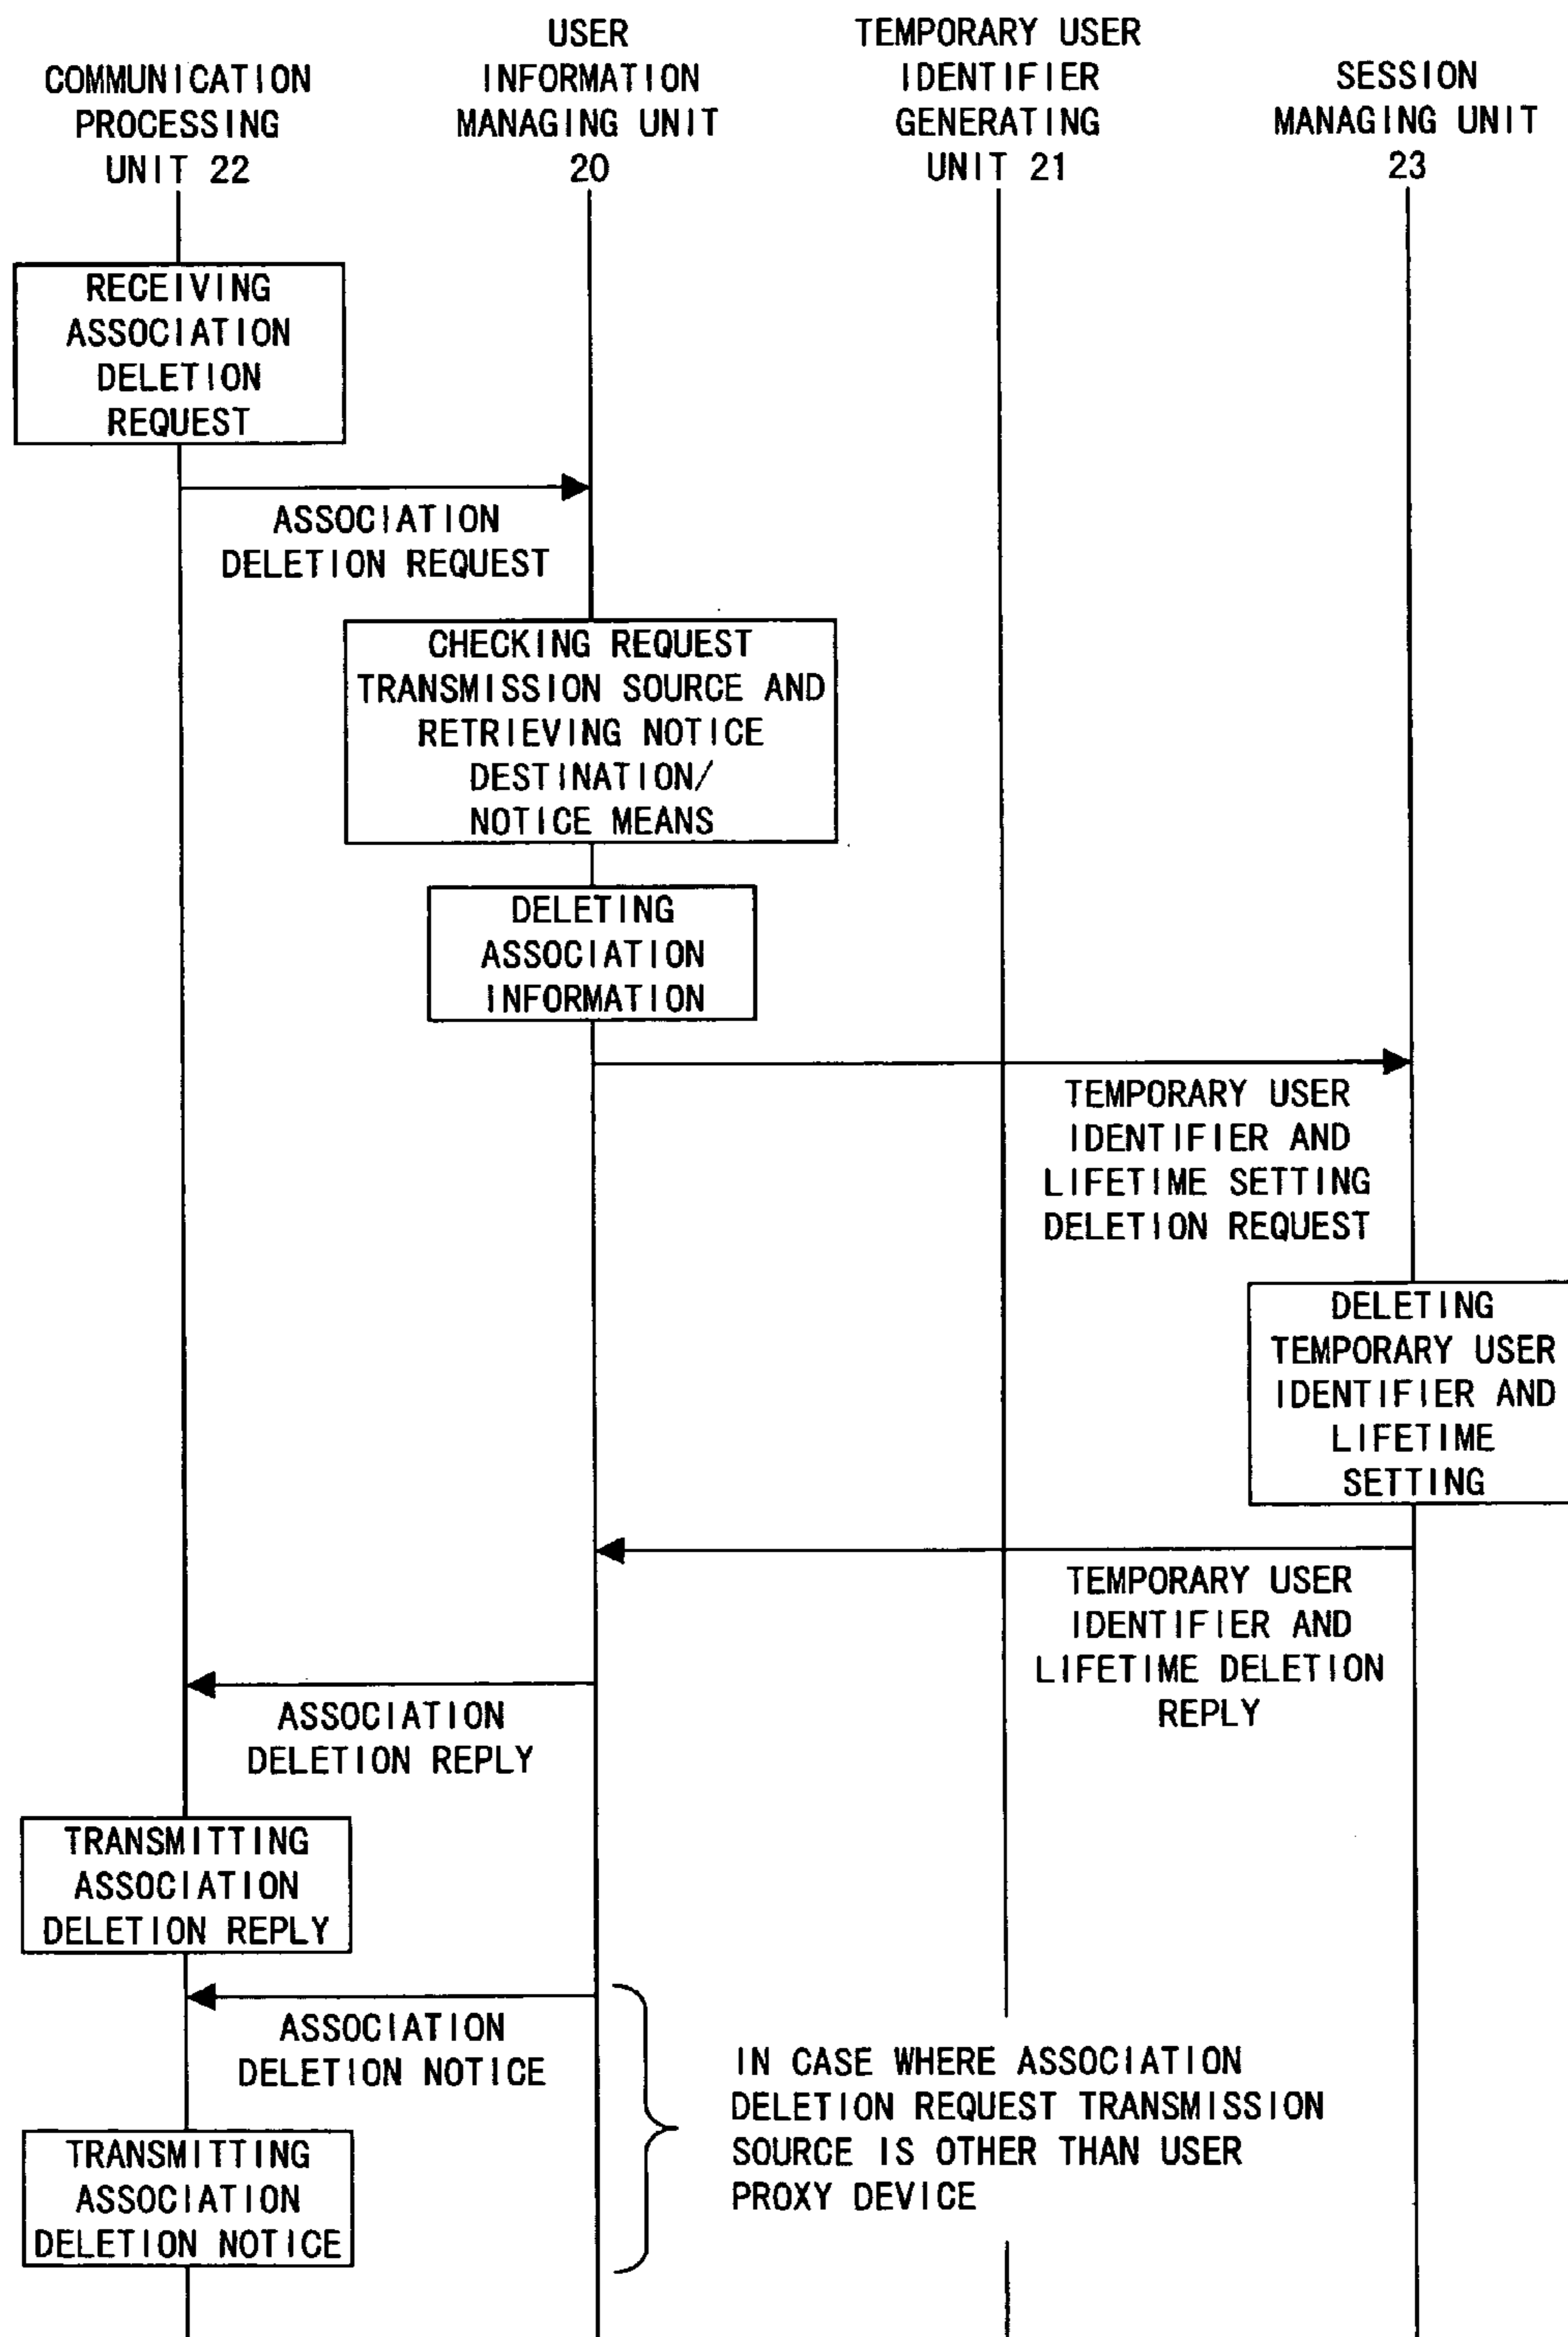 COMMUNICATION
PROCESSING
UNIT 22
USER
INFORMATION
MANAGING UNIT
20
TEMPORARY USER
IDENTIFIER
GENERATING
UNIT 21
SESSION
MANAGING UNIT
23
RECEIVING
ASSOCIATION
DELETION
REQUEST
ASSOCIATION
DELETION REQUEST
CHECKING REQUEST
TRANSMISSION SOURCE AND
RETRIEVING NOTICE
DESTINATION/
NOTICE MEANS
DELETING
ASSOCIATION
INFORMATION
TEMPORARY USER
IDENTIFIER AND
LIFETIME SETTING
DELETION REQUEST
DELETING
TEMPORARY USER
IDENTIFIER AND
LIFETIME
SETTING
TEMPORARY USER
IDENTIFIER AND
LIFETIME DELETION
REPLY
ASSOCIATION
DELETION REPLY
TRANSMITTING
ASSOCIATION
DELETION REPLY
ASSOCIATION
DELETION NOTICE
IN CASE WHERE ASSOCIATION
DELETION REQUEST TRANSMISSION
SOURCE IS OTHER THAN USER
PROXY DEVICE
TRANSMITTING
ASSOCIATION
DELETION NOTICE